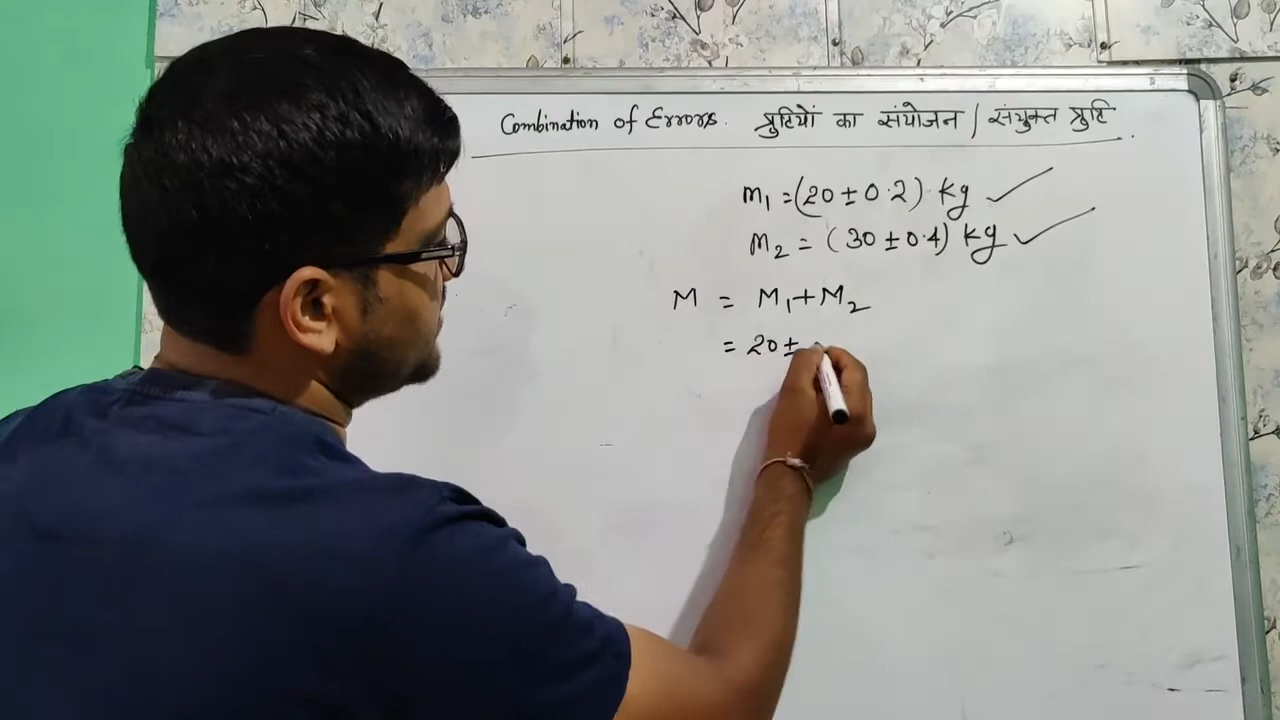 Combination of Errors. त्रुटियों का संयोजन / संयुक्त त्रुटि .
m₁ = (20 ± 0.2) kg
m₂ = (30 ± 0.4) kg
M = M₁ + M₂
= 20 ±